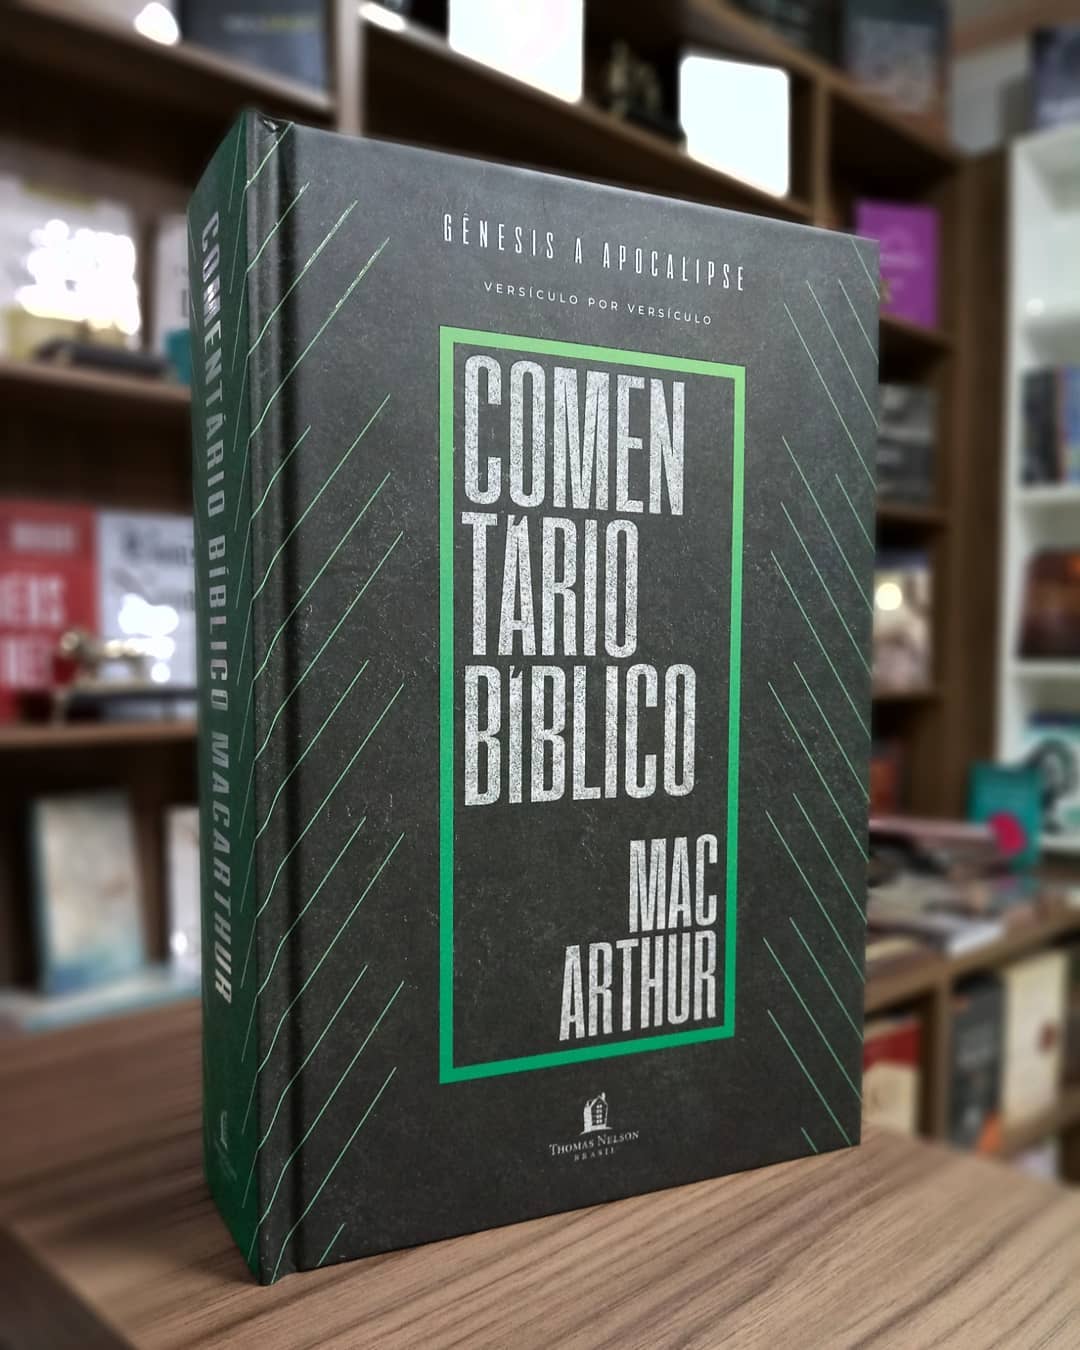 GÊNESIS A APOCALIPSE
VERSÍCULO POR VERSÍCULO
COMEN
TÁRIO
BÍBLICO
MAC
ARTHUR
THOMAS NELSON
BRASIL
COMENTÁRIO BÍBLICO MACARTHUR